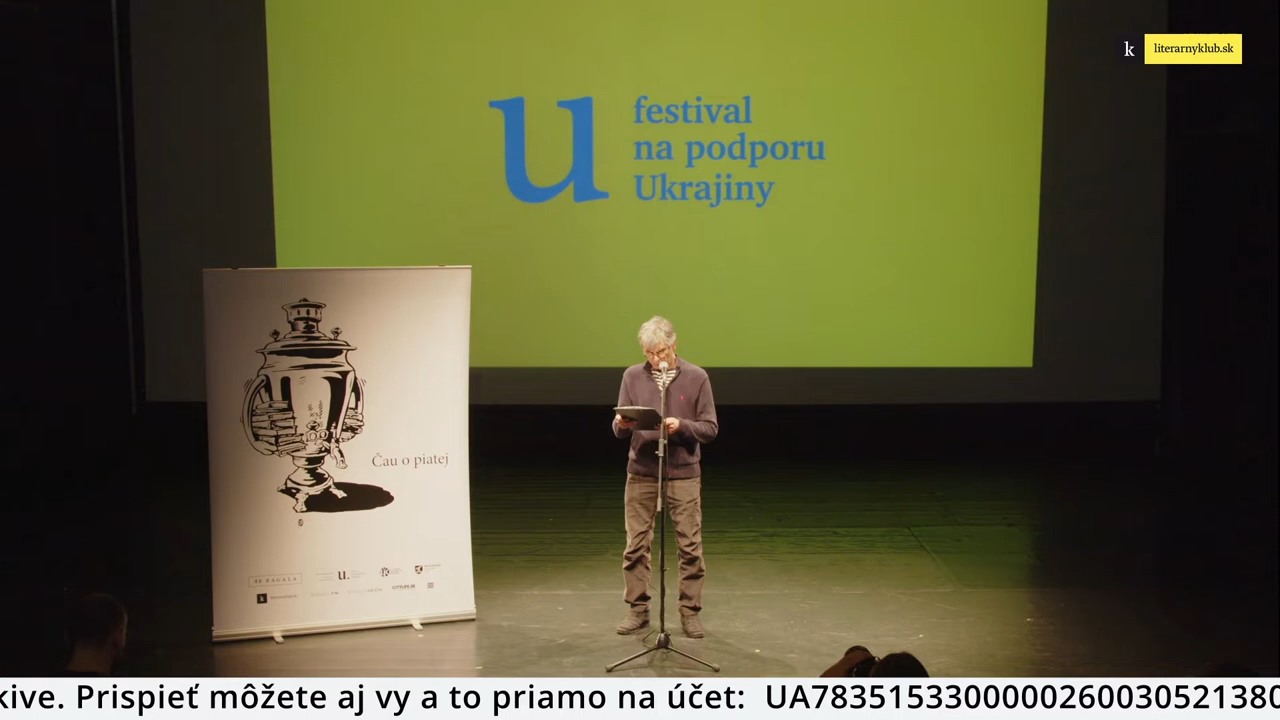 k literarnyklub.sk
u
festival
na podporu
Ukrajiny
Čau o piatej
u.
kive. Prispieť môžete aj vy a to priamo na účet: UA7835153300000260030521380